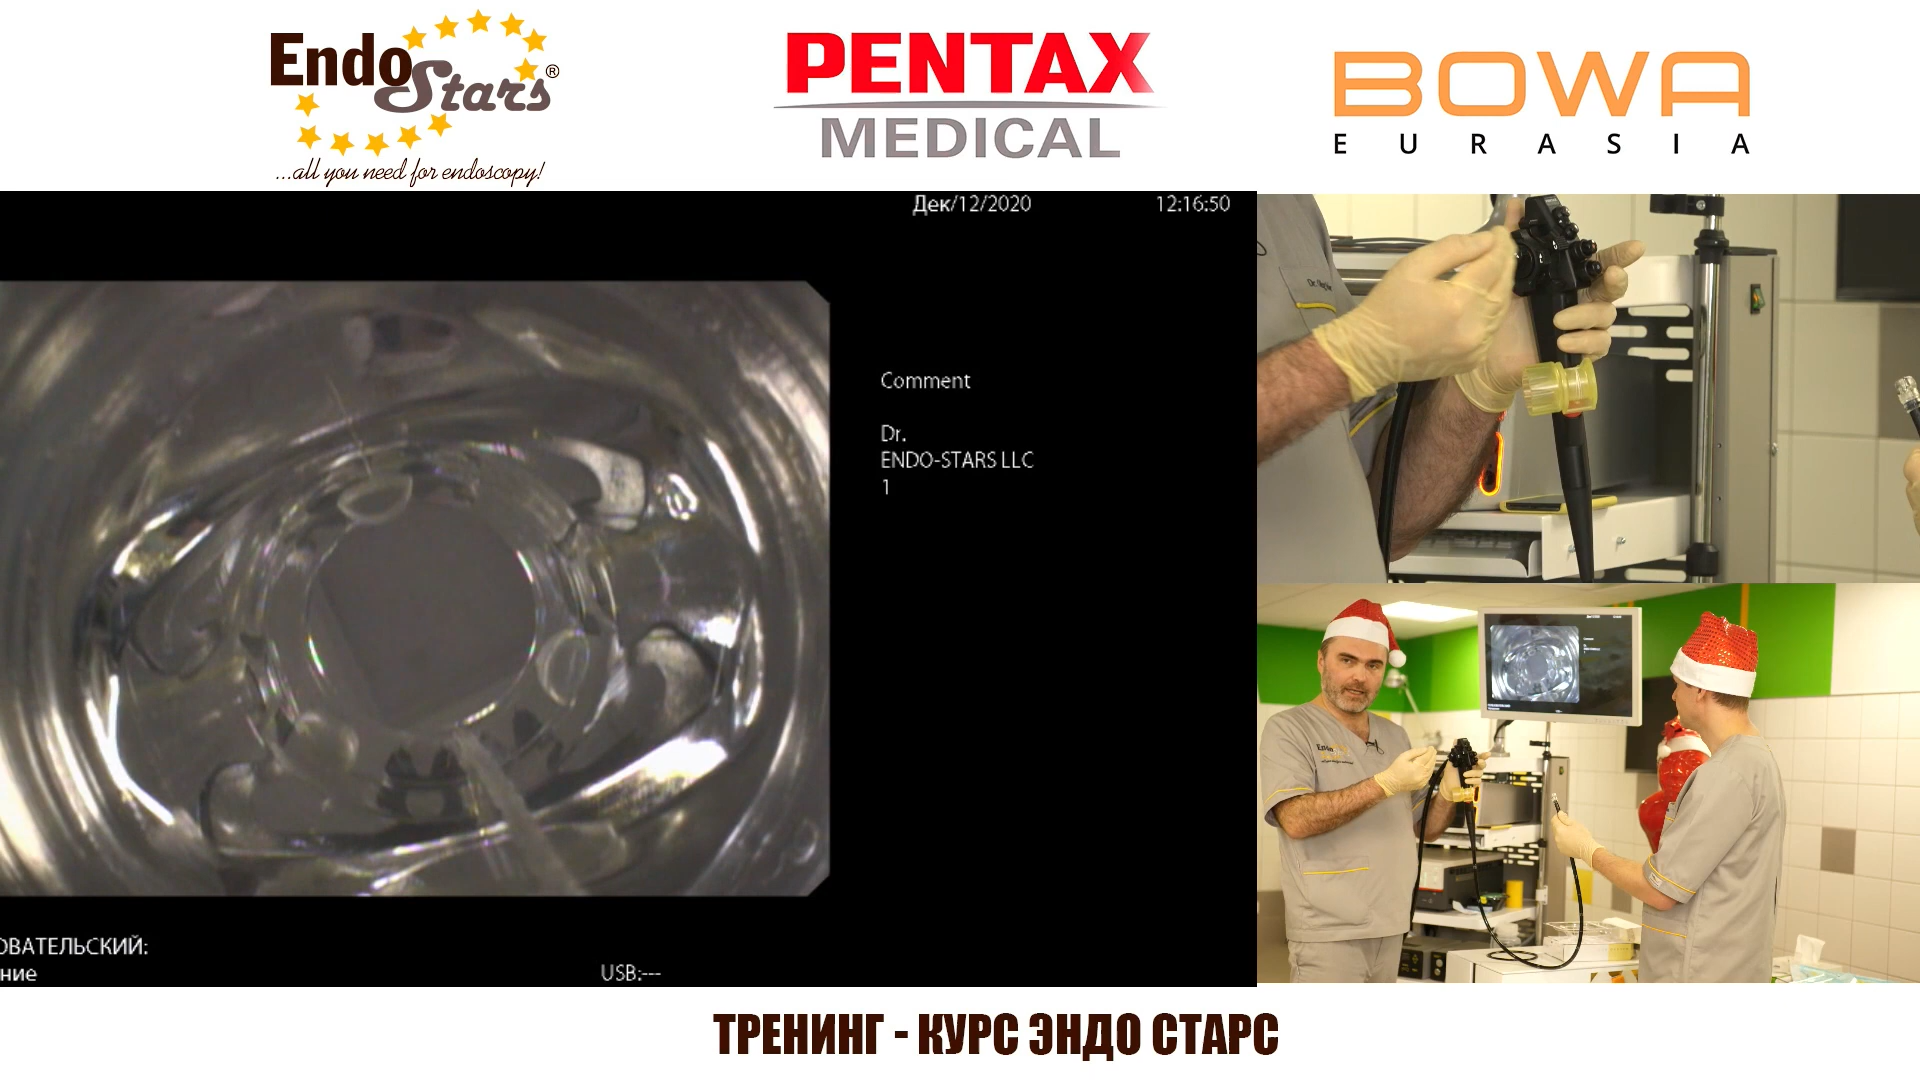 Endo
Stars®
...all you need for endoscopy!
PENTAX
MEDICAL
BOWA
EURASIA
Дек/12/2020 12:16:50
Comment
Dr.
ENDO-STARS LLC
1
ОВАТЕЛЬСКИЙ:
ние
USB:---
ТРЕНИНГ - КУРС ЭНДО СТАРС